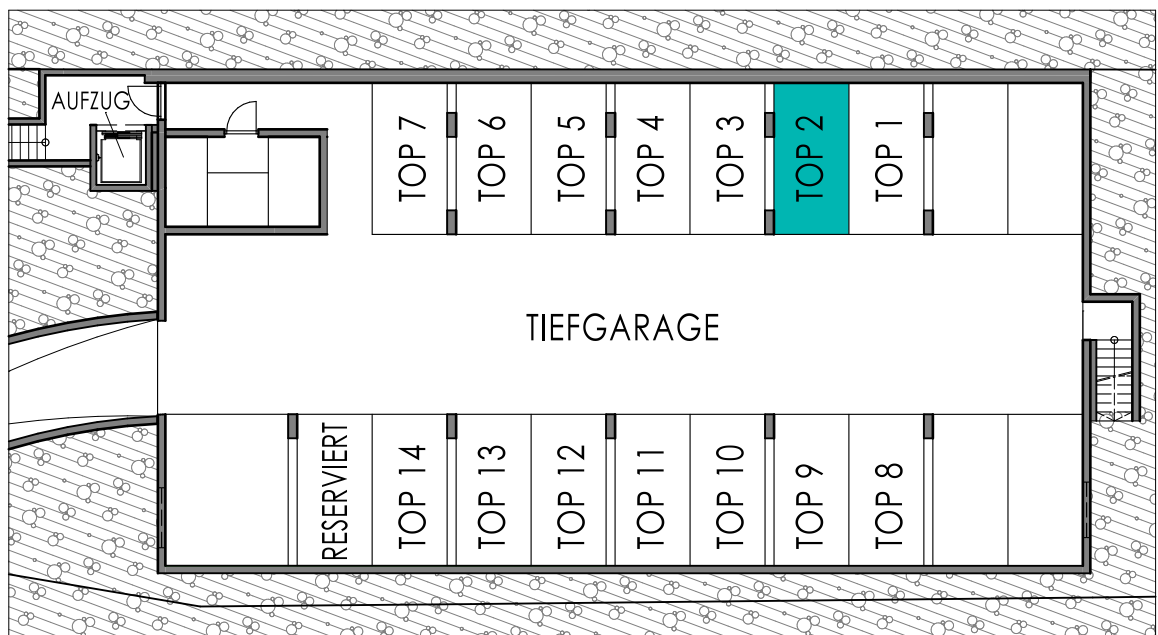 AUFZUG
TOP 7
TOP 6
TOP 5
TOP 4
TOP 3
TOP 2
TOP 1
TIEFGARAGE
RESERVIERT
TOP 14
TOP 13
TOP 12
TOP 11
TOP 10
TOP 9
TOP 8